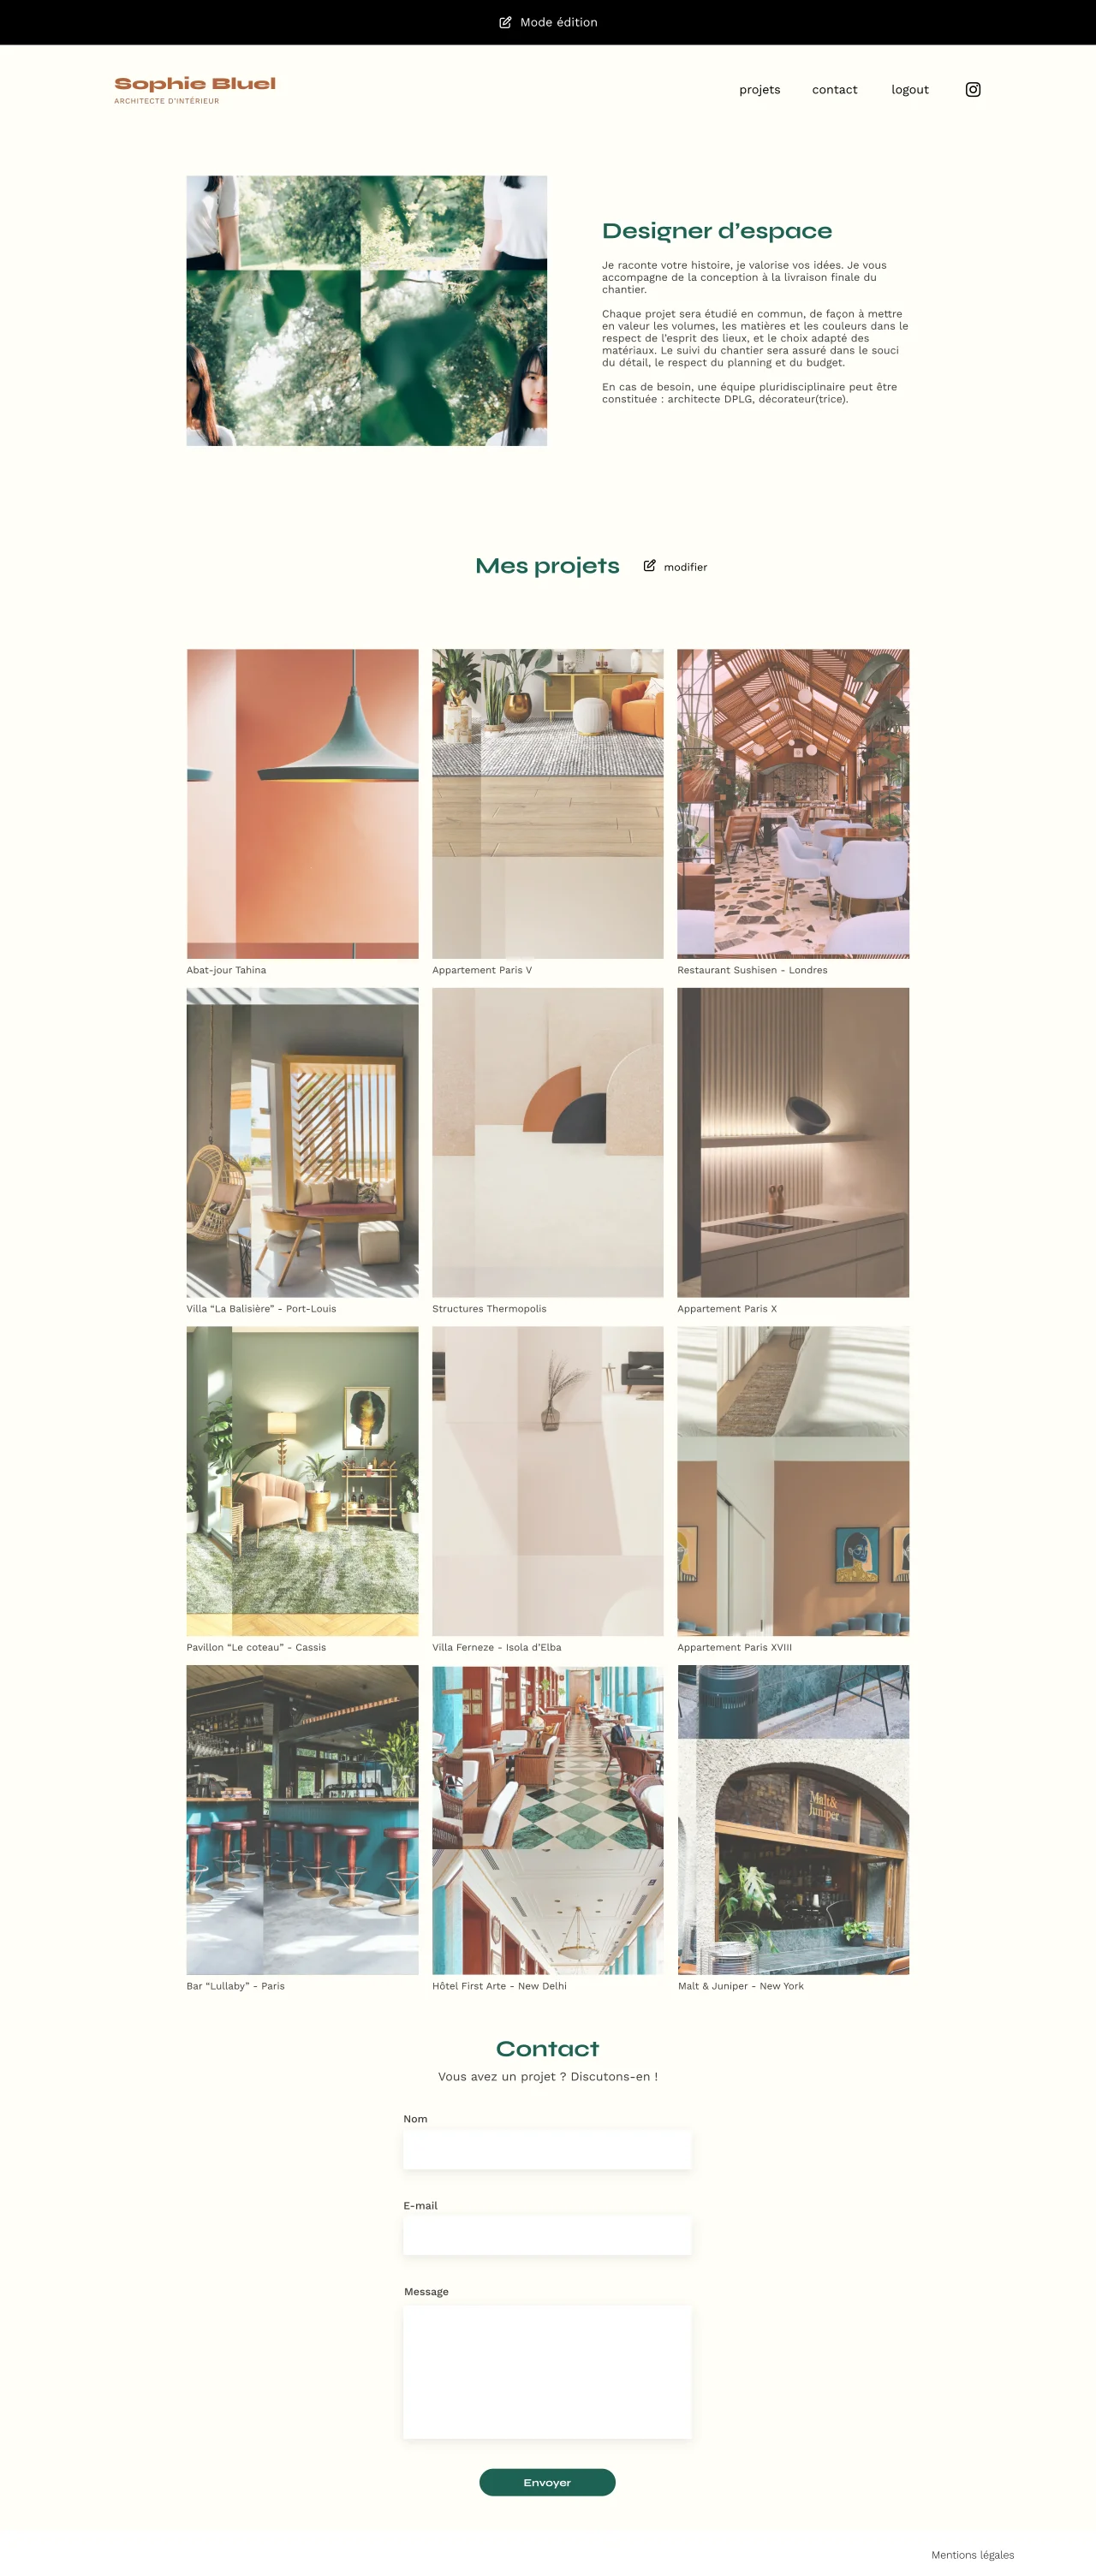 Mode édition
Sophie Bluel
ARCHITECTE D'INTÉRIEUR
projets
contact
logout
Designer d’espace
Je raconte votre histoire, je valorise vos idées. Je vous
accompagne de la conception à la livraison finale du
chantier.
Chaque projet sera étudié en commun, de façon à mettre
en valeur les volumes, les matières et les couleurs dans le
respect de l’esprit des lieux, et le choix adapté des
matériaux. Le suivi du chantier sera assuré dans le souci
du détail, le respect du planning et du budget.
En cas de besoin, une équipe pluridisciplinaire peut être
constituée : architecte DPLG, décorateur(trice).
Mes projets
modifier
Abat-jour Tahina
Appartement Paris V
Restaurant Sushisen - Londres
Villa “La Balisière” - Port-Louis
Structures Thermopolis
Appartement Paris X
Pavillon “Le coteau” - Cassis
Villa Ferneze - Isola d’Elba
Appartement Paris XVIII
Malt &
Juniper
Bar “Lullaby” - Paris
Hôtel First Arte - New Delhi
Malt & Juniper - New York
Contact
Vous avez un projet ? Discutons-en !
Nom
E-mail
Message
Envoyer
Mentions légales